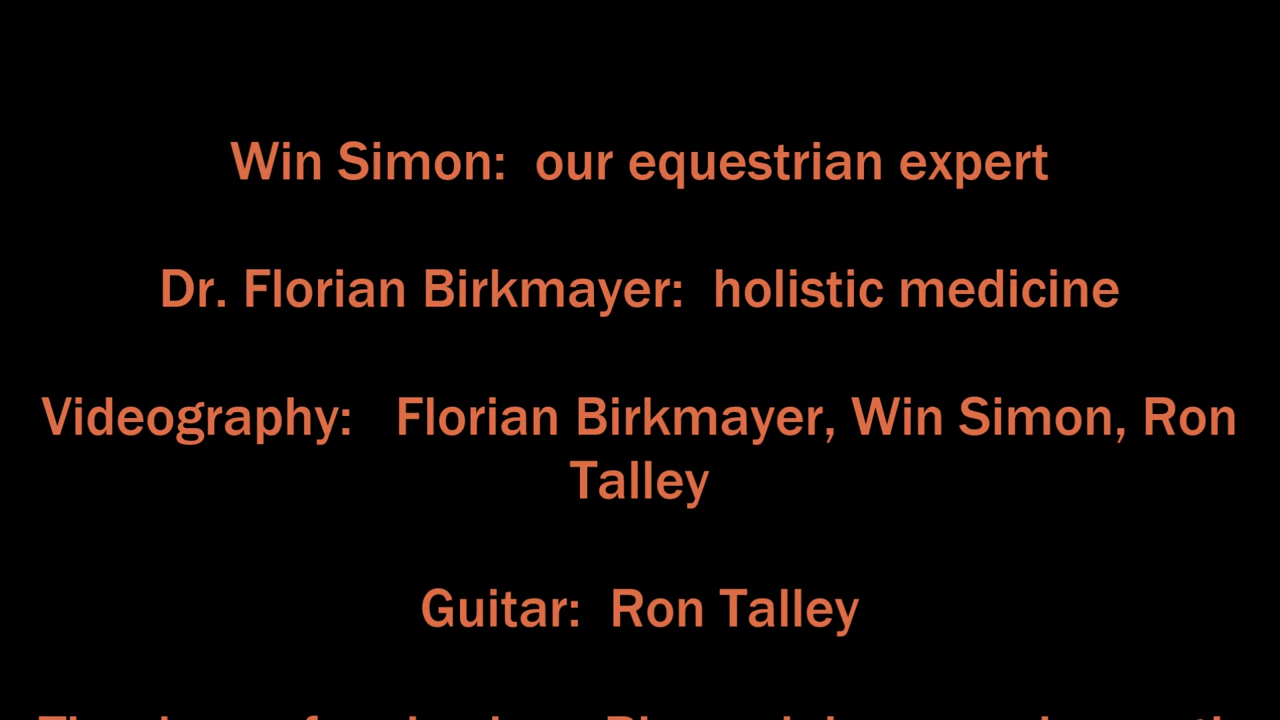 Win Simon:  our equestrian expert
Dr. Florian Birkmayer:  holistic medicine
Videography:   Florian Birkmayer, Win Simon, Ron
Talley
Guitar:  Ron Talley